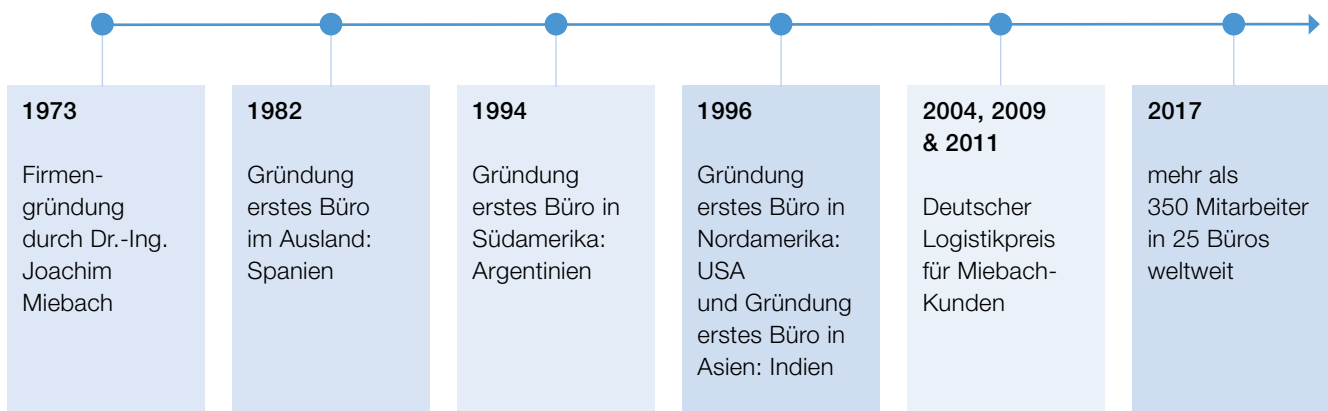 1973
Firmen-
gründung
durch Dr.-Ing.
Joachim
Miebach
1982
Gründung
erstes Büro
im Ausland:
Spanien
1994
Gründung
erstes Büro in
Südamerika:
Argentinien
1996
Gründung
erstes Büro in
Nordamerika:
USA
und Gründung
erstes Büro in
Asien: Indien
2004, 2009
& 2011
Deutscher
Logistikpreis
für Miebach-
Kunden
2017
mehr als
350 Mitarbeiter
in 25 Büros
weltweit